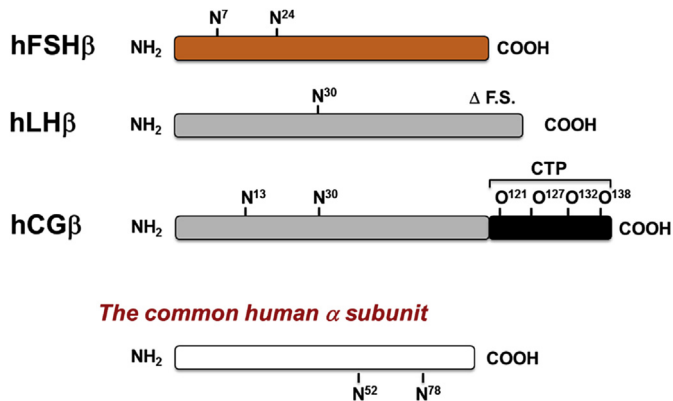 N⁷ N²⁴
hFSHβ NH₂ COOH
N³⁰ Δ F.S.
hLHβ NH₂ COOH
CTP
N¹³ N³⁰ O¹²¹ O¹²⁷ O¹³² O¹³⁸
hCGβ NH₂ COOH
The common human α subunit
NH₂ COOH
N⁵² N⁷⁸